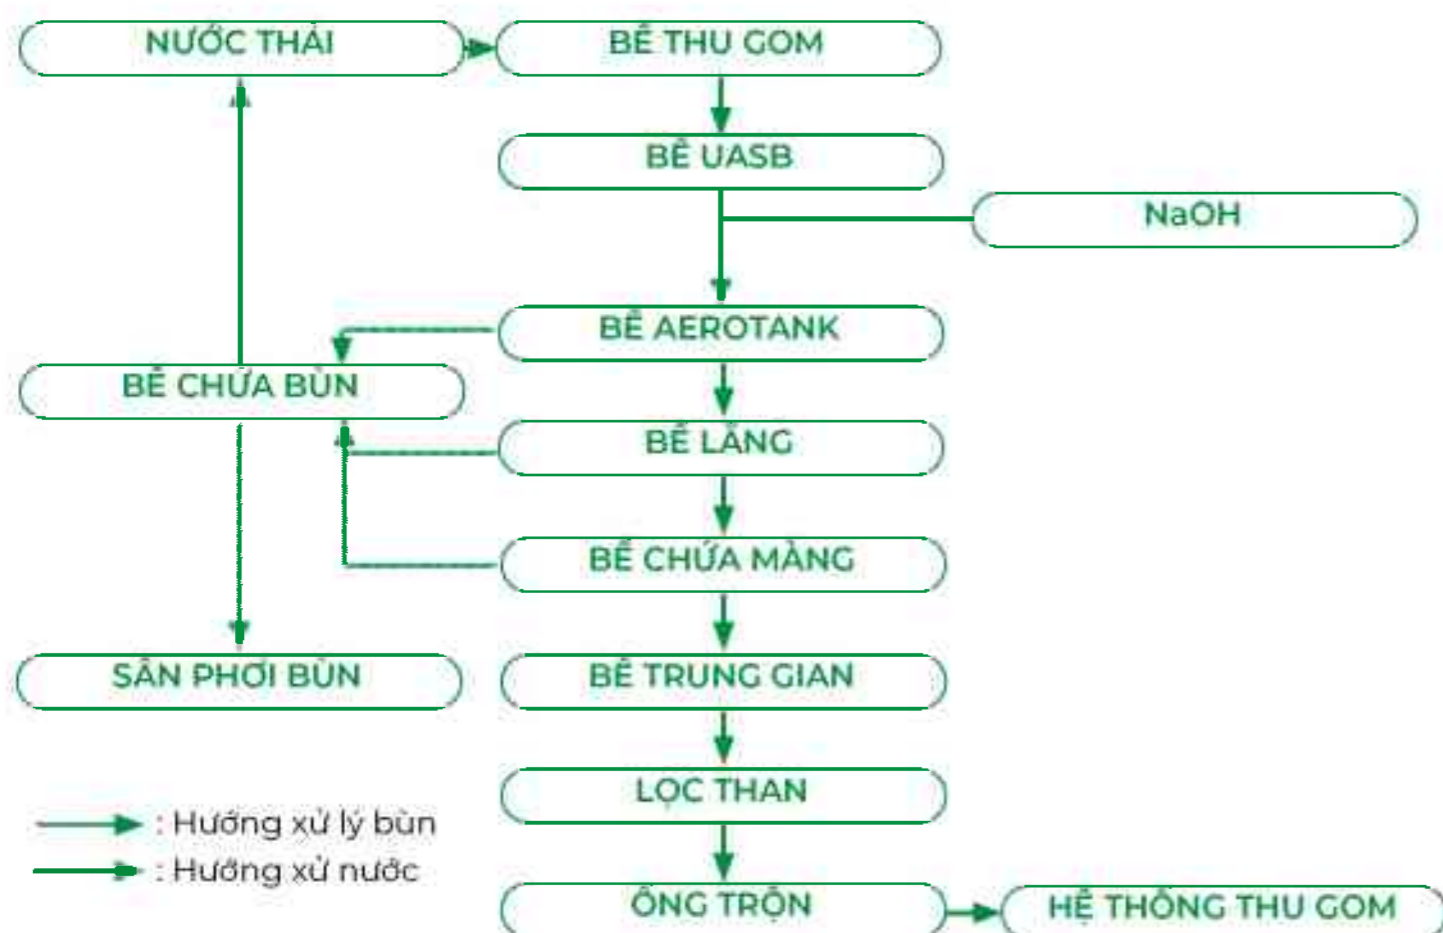 NƯỚC THẢI
BỂ THU GOM
BỂ UASB
NaOH
BỂ AEROTANK
BỂ CHỨA BÙN
BỂ LẮNG
BỂ CHỨA MÀNG
SÂN PHƠI BÙN
BỂ TRUNG GIAN
LỌC THAN
: Hướng xử lý bùn
: Hướng xử nước
ỐNG TRỘN
HỆ THỐNG THU GOM